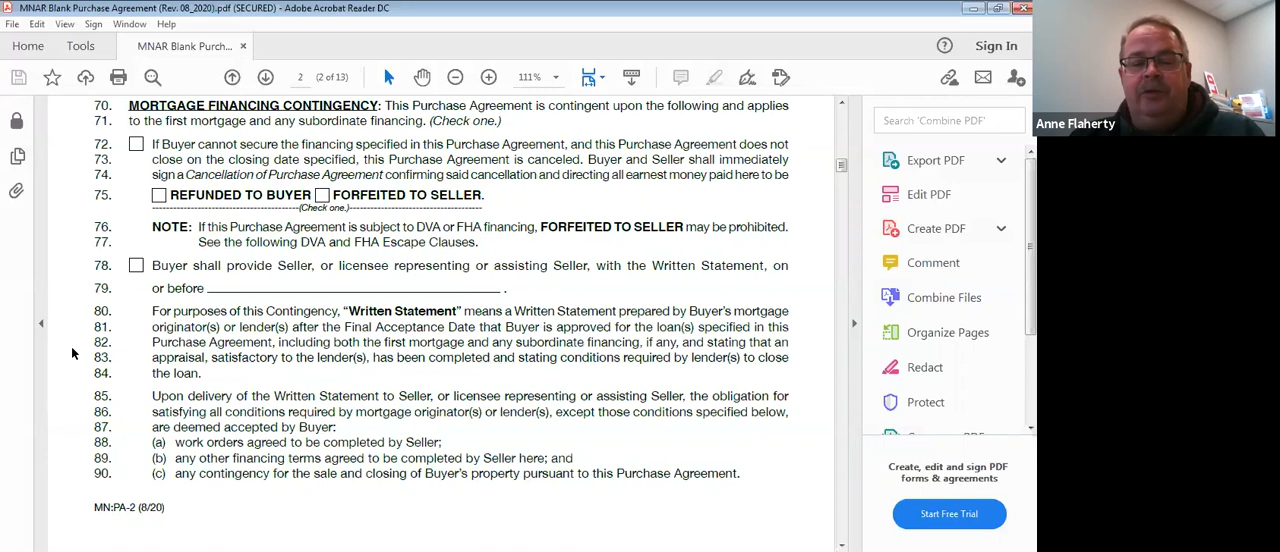 MNAR Blank Purchase Agreement (Rev. 08_2020).pdf (SECURED) - Adobe Acrobat Reader DC
File Edit View Sign Window Help
Home Tools MNAR Blank Purch... × Sign In
2 (2 of 13) 111%
70. MORTGAGE FINANCING CONTINGENCY: This Purchase Agreement is contingent upon the following and applies
71. to the first mortgage and any subordinate financing. (Check one.)
72. If Buyer cannot secure the financing specified in this Purchase Agreement, and this Purchase Agreement does not
73. close on the closing date specified, this Purchase Agreement is canceled. Buyer and Seller shall immediately
74. sign a Cancellation of Purchase Agreement confirming said cancellation and directing all earnest money paid here to be
75. REFUNDED TO BUYER FORFEITED TO SELLER.
(Check one.)
76. NOTE: If this Purchase Agreement is subject to DVA or FHA financing, FORFEITED TO SELLER may be prohibited.
77. See the following DVA and FHA Escape Clauses.
78. Buyer shall provide Seller, or licensee representing or assisting Seller, with the Written Statement, on
79. or before .
80. For purposes of this Contingency, “Written Statement” means a Written Statement prepared by Buyer’s mortgage
81. originator(s) or lender(s) after the Final Acceptance Date that Buyer is approved for the loan(s) specified in this
82. Purchase Agreement, including both the first mortgage and any subordinate financing, if any, and stating that an
83. appraisal, satisfactory to the lender(s), has been completed and stating conditions required by lender(s) to close
84. the loan.
85. Upon delivery of the Written Statement to Seller, or licensee representing or assisting Seller, the obligation for
86. satisfying all conditions required by mortgage originator(s) or lender(s), except those conditions specified below,
87. are deemed accepted by Buyer:
88. (a) work orders agreed to be completed by Seller;
89. (b) any other financing terms agreed to be completed by Seller here; and
90. (c) any contingency for the sale and closing of Buyer’s property pursuant to this Purchase Agreement.
MN:PA-2 (8/20)
Search 'Combine PDF'
Export PDF
Edit PDF
Create PDF
Comment
Combine Files
Organize Pages
Redact
Protect
Create, edit and sign PDF
forms & agreements
Start Free Trial
Anne Flaherty